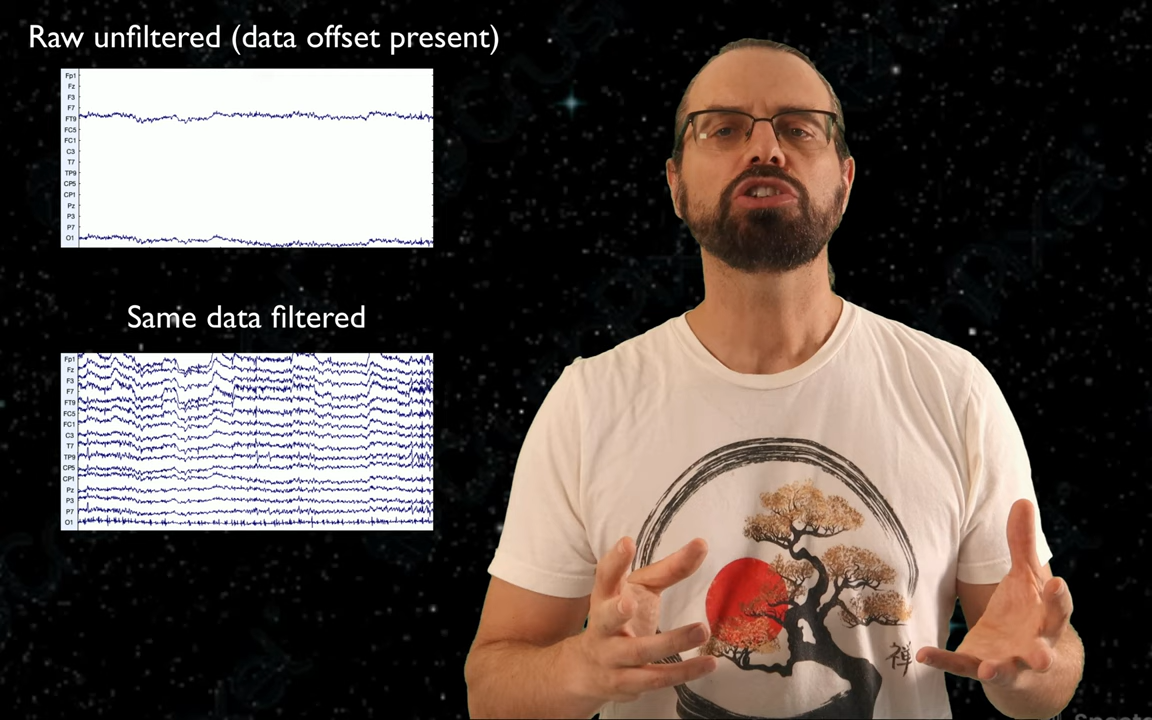 Raw unfiltered (data offset present)
Fp1
Fz
F3
F7
FT9
FC5
FC1
C3
T7
TP9
CP5
CP1
Pz
P3
P7
O1
Same data filtered
Fp1
Fz
F3
F7
FT9
FC5
FC1
C3
T7
TP9
CP5
CP1
Pz
P3
P7
O1
禅